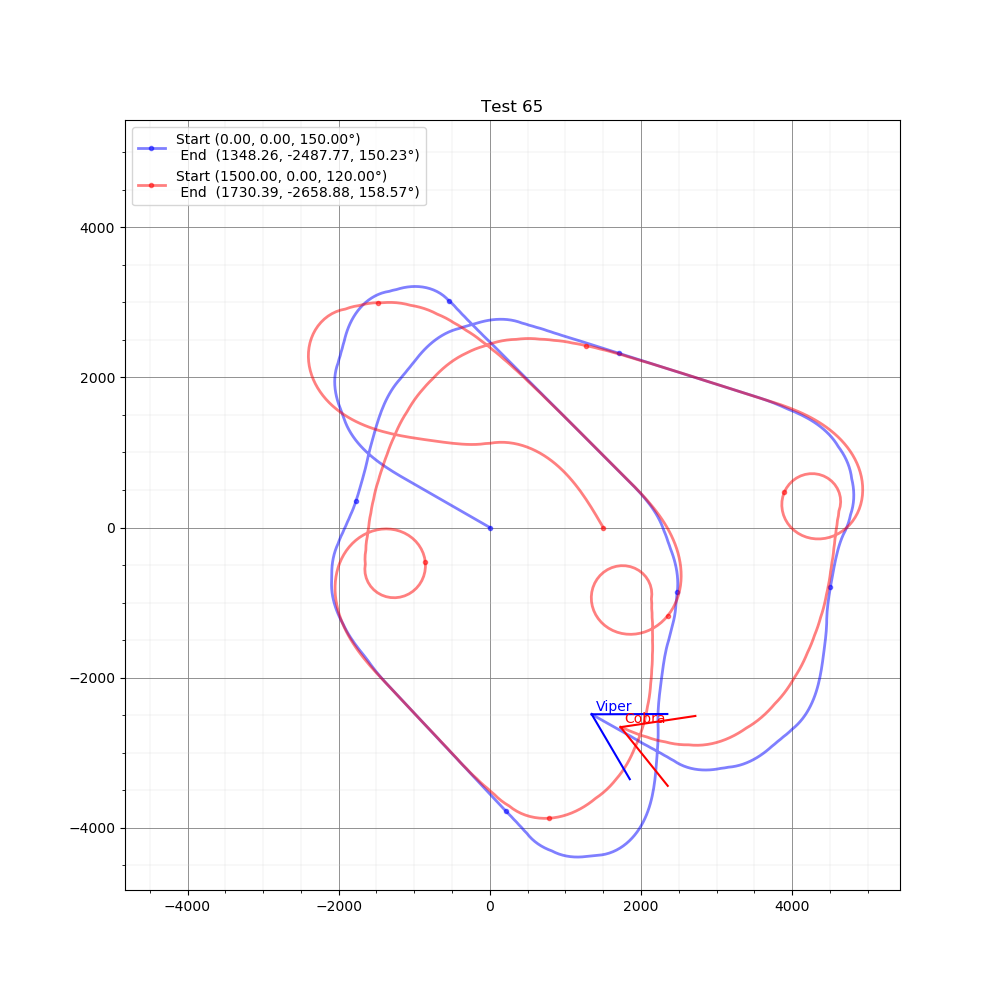 Test 65
Start (0.00, 0.00, 150.00°)
End (1348.26, -2487.77, 150.23°)
Start (1500.00, 0.00, 120.00°)
End (1730.39, -2658.88, 158.57°)
4000
2000
0
−2000
−4000
Viper
Cobra
−4000 −2000 0 2000 4000